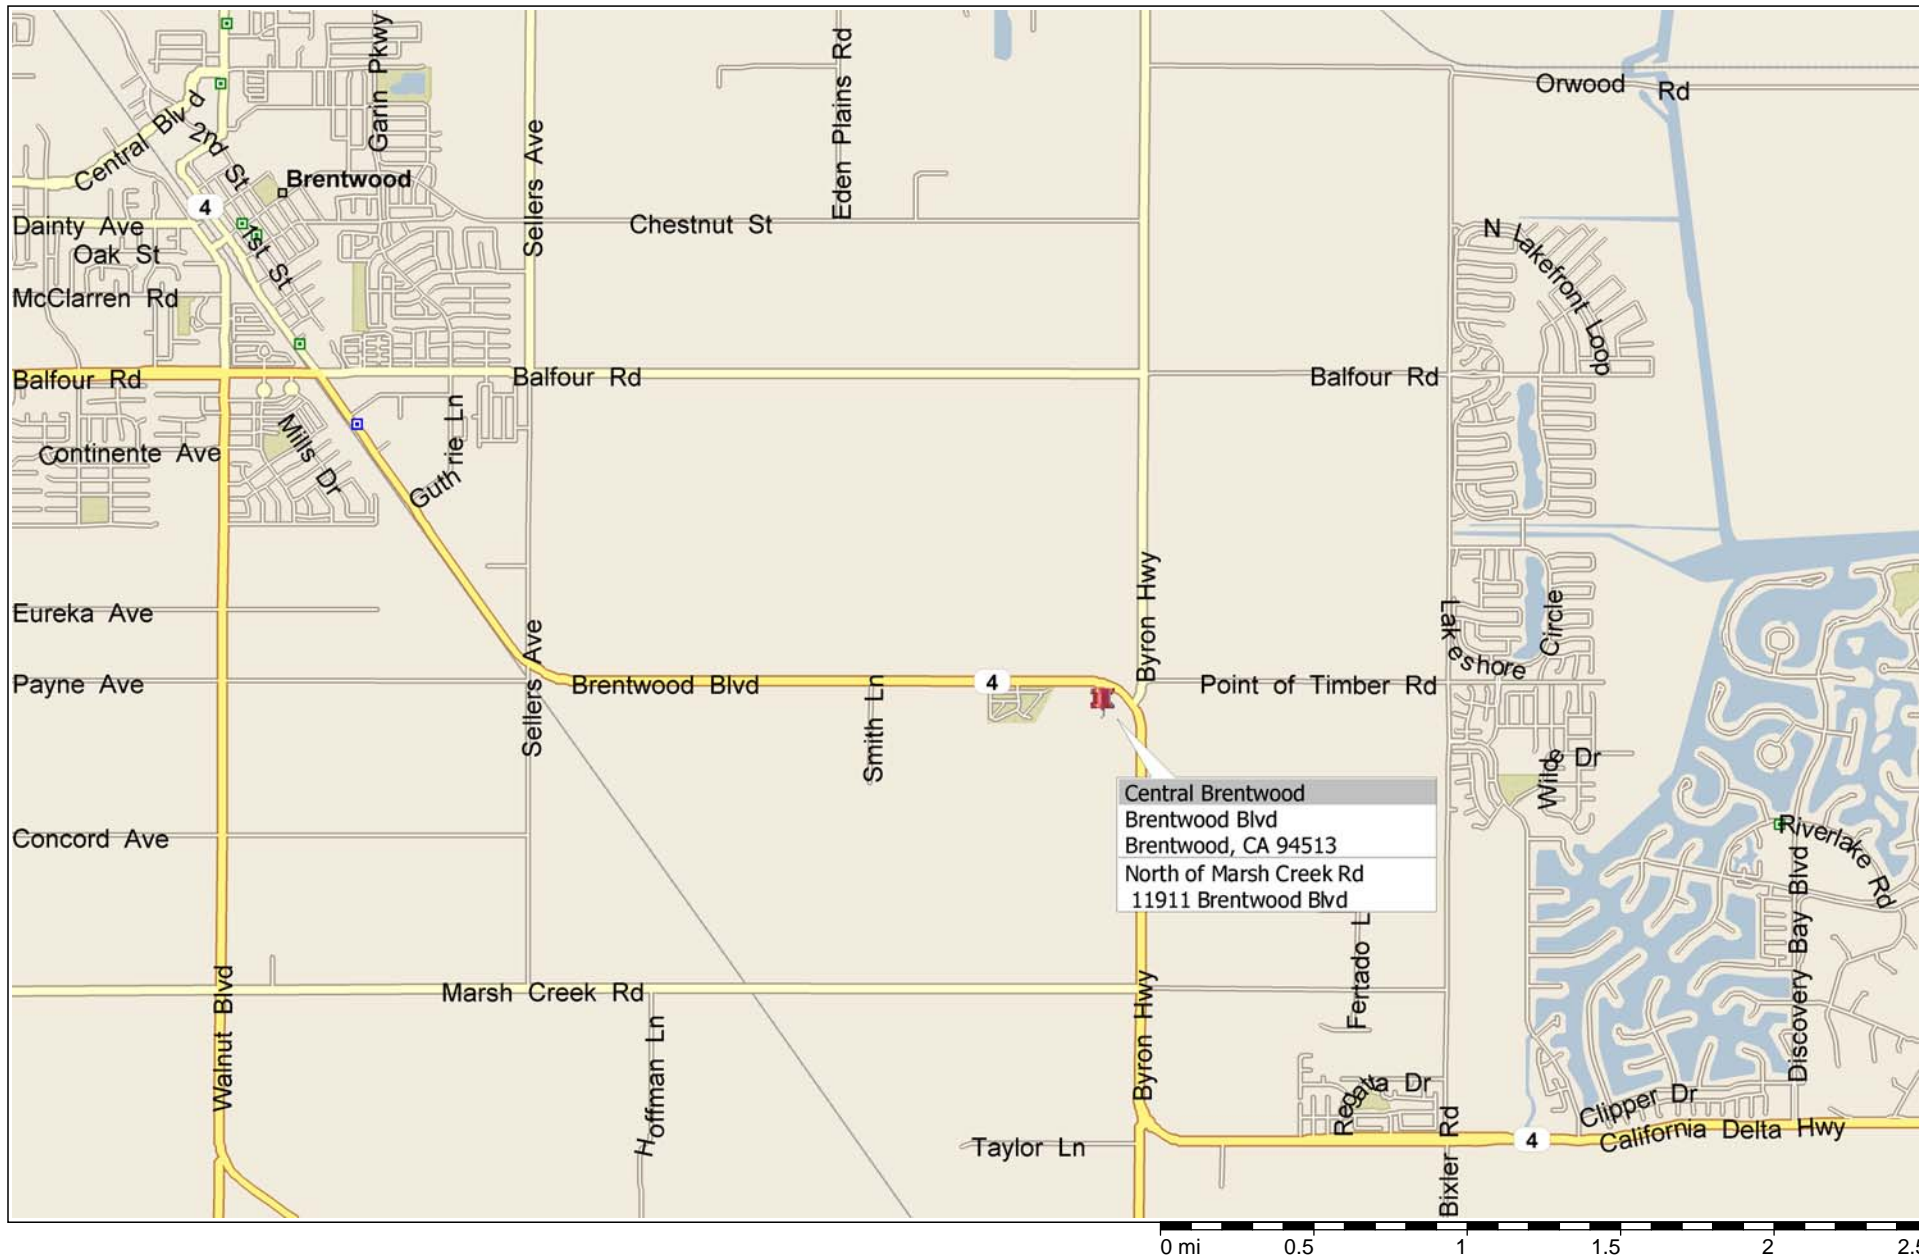 Garin Pkwy
Eden Plains Rd
Orwood Rd
Central Blvd
2nd St
Sellers Ave
Brentwood
4
Dainty Ave
Chestnut St
N Lakefront Loop
Oak St
1st St
McClarren Rd
Balfour Rd
Balfour Rd
Balfour Rd
Mills Dr
Guthrie Ln
Continente Ave
Byron Hwy
Eureka Ave
Lakeshore Circle
Sellers Ave
Payne Ave
Brentwood Blvd
4
Point of Timber Rd
Smith Ln
Wilde Dr
Central Brentwood
Brentwood Blvd
Brentwood, CA 94513
North of Marsh Creek Rd
11911 Brentwood Blvd
Concord Ave
Riverlake Rd
Discovery Bay Blvd
Fertado L
Walnut Blvd
Marsh Creek Rd
Hoffman Ln
Byron Hwy
Regatta Dr
Clipper Dr
Taylor Ln
Bixler Rd
4
California Delta Hwy
0 mi 0.5 1 1.5 2 2.5